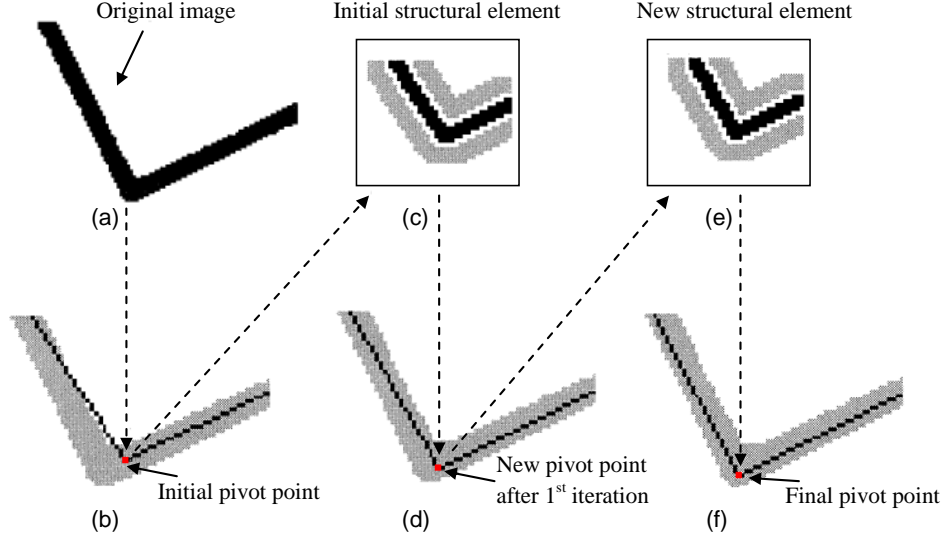 Original image
Initial structural element
New structural element
(a)
(c)
(e)
Initial pivot point
New pivot point
after 1st iteration
Final pivot point
(b)
(d)
(f)